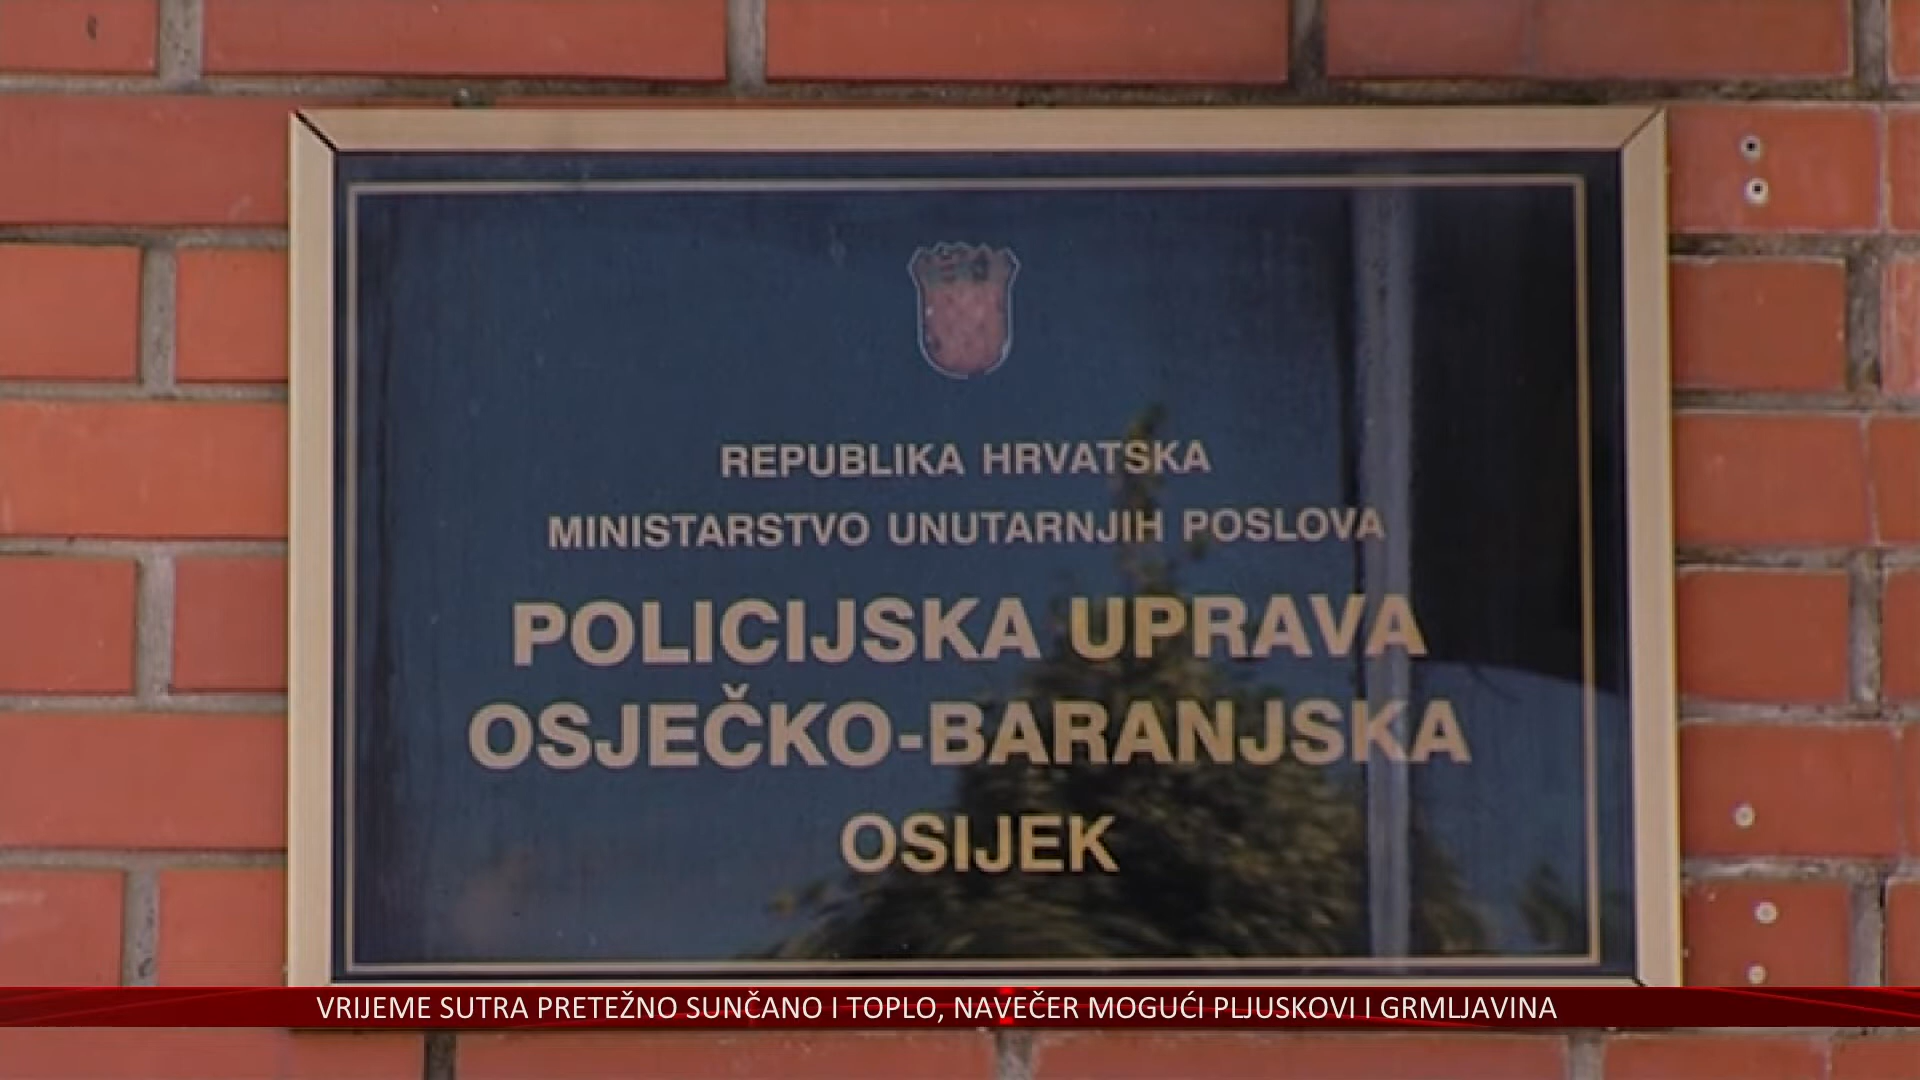 REPUBLIKA HRVATSKA
MINISTARSTVO UNUTARNJIH POSLOVA
POLICIJSKA UPRAVA
OSJEČKO-BARANJSKA
OSIJEK
VRIJEME SUTRA PRETEŽNO SUNČANO I TOPLO, NAVEČER MOGUĆI PLJUSKOVI I GRMLJAVINA